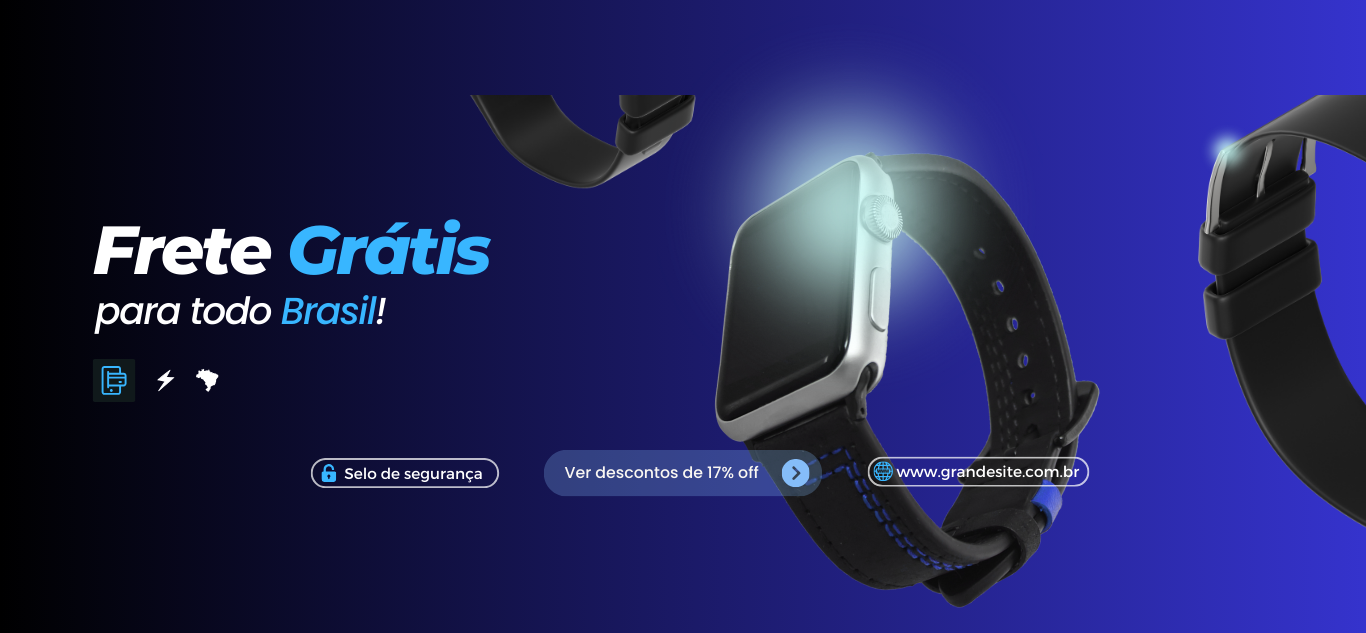 Frete Grátis
para todo Brasil!
Selo de segurança
Ver descontos de 17% off
www.grandesite.com.br